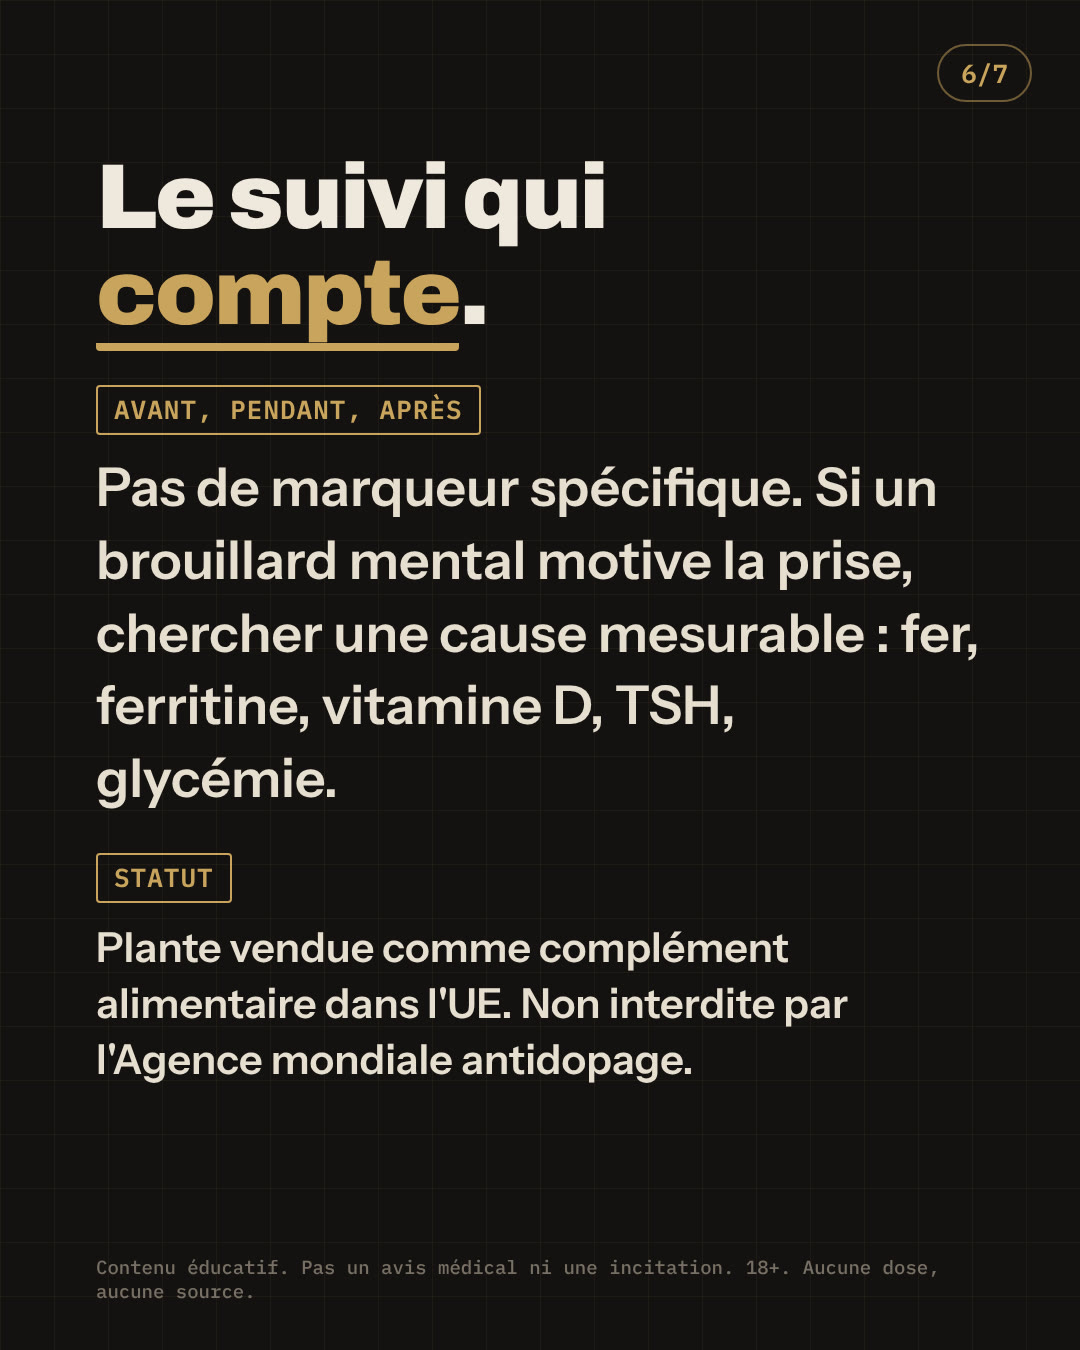 6/7
Le suivi qui
compte.
AVANT, PENDANT, APRÈS
Pas de marqueur spécifique. Si un
brouillard mental motive la prise,
chercher une cause mesurable : fer,
ferritine, vitamine D, TSH,
glycémie.
STATUT
Plante vendue comme complément
alimentaire dans l'UE. Non interdite par
l'Agence mondiale antidopage.
Contenu éducatif. Pas un avis médical ni une incitation. 18+. Aucune dose,
aucune source.